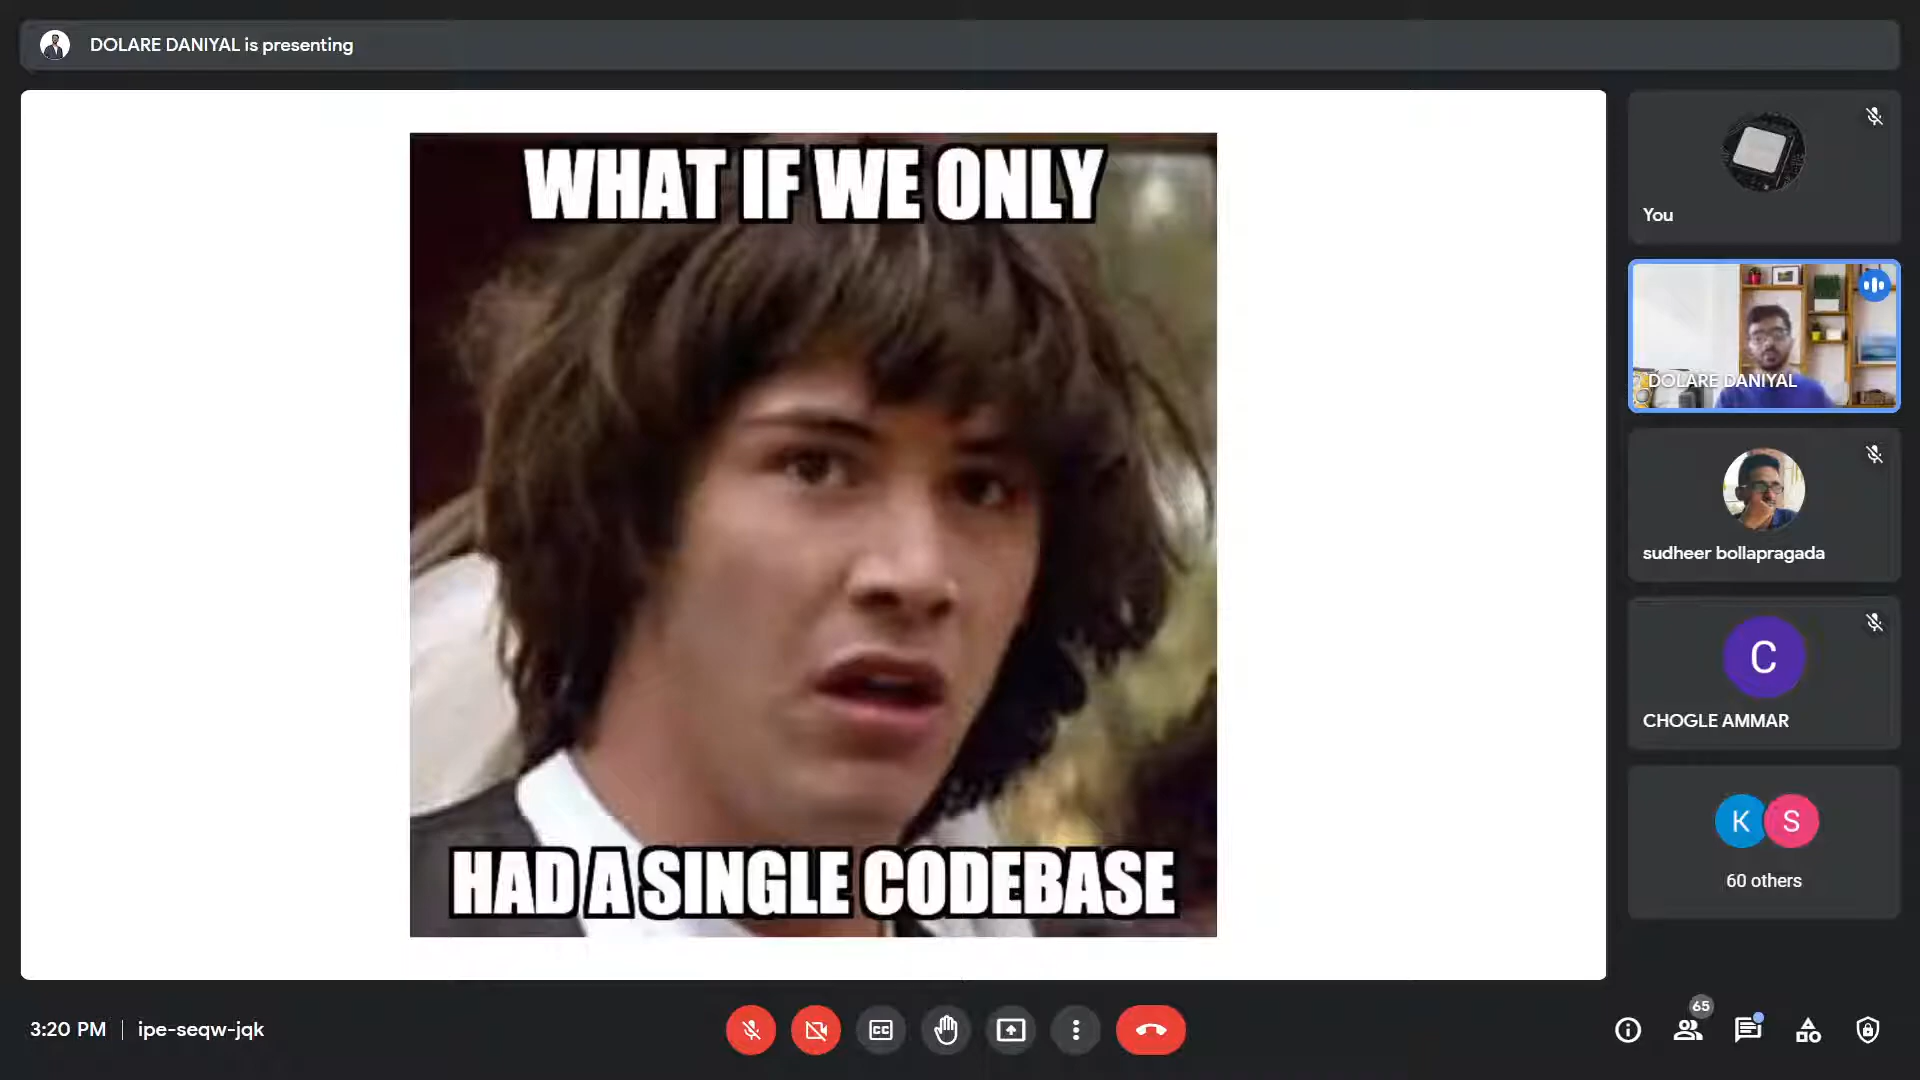 DOLARE DANIYAL is presenting
WHAT IF WE ONLY
HAD A SINGLE CODEBASE
You
DOLARE DANIYAL
sudheer bollapragada
C
CHOGLE AMMAR
K S
60 others
3:20 PM | ipe-seqw-jqk
CC
65